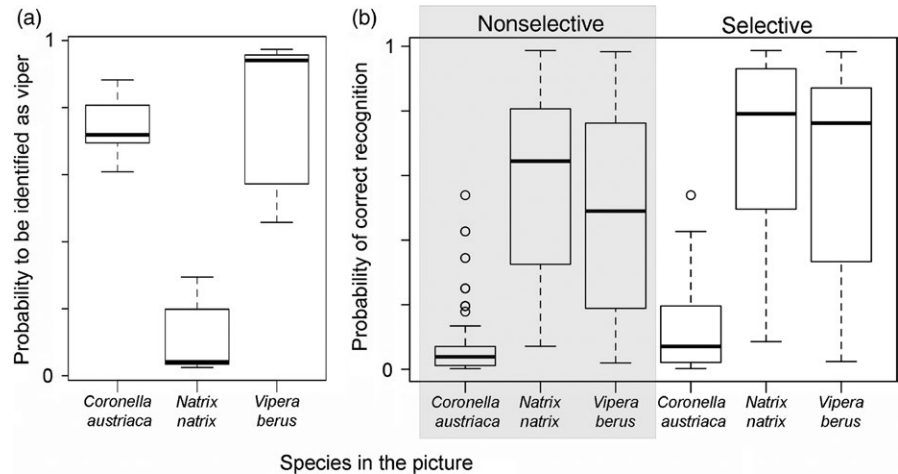 (a)
Probability to be identified as viper
1
0
Coronella austriaca
Natrix natrix
Vipera berus
(b)
Nonselective
Selective
Probability of correct recognition
1
0
Coronella austriaca
Natrix natrix
Vipera berus
Coronella austriaca
Natrix natrix
Vipera berus
Species in the picture